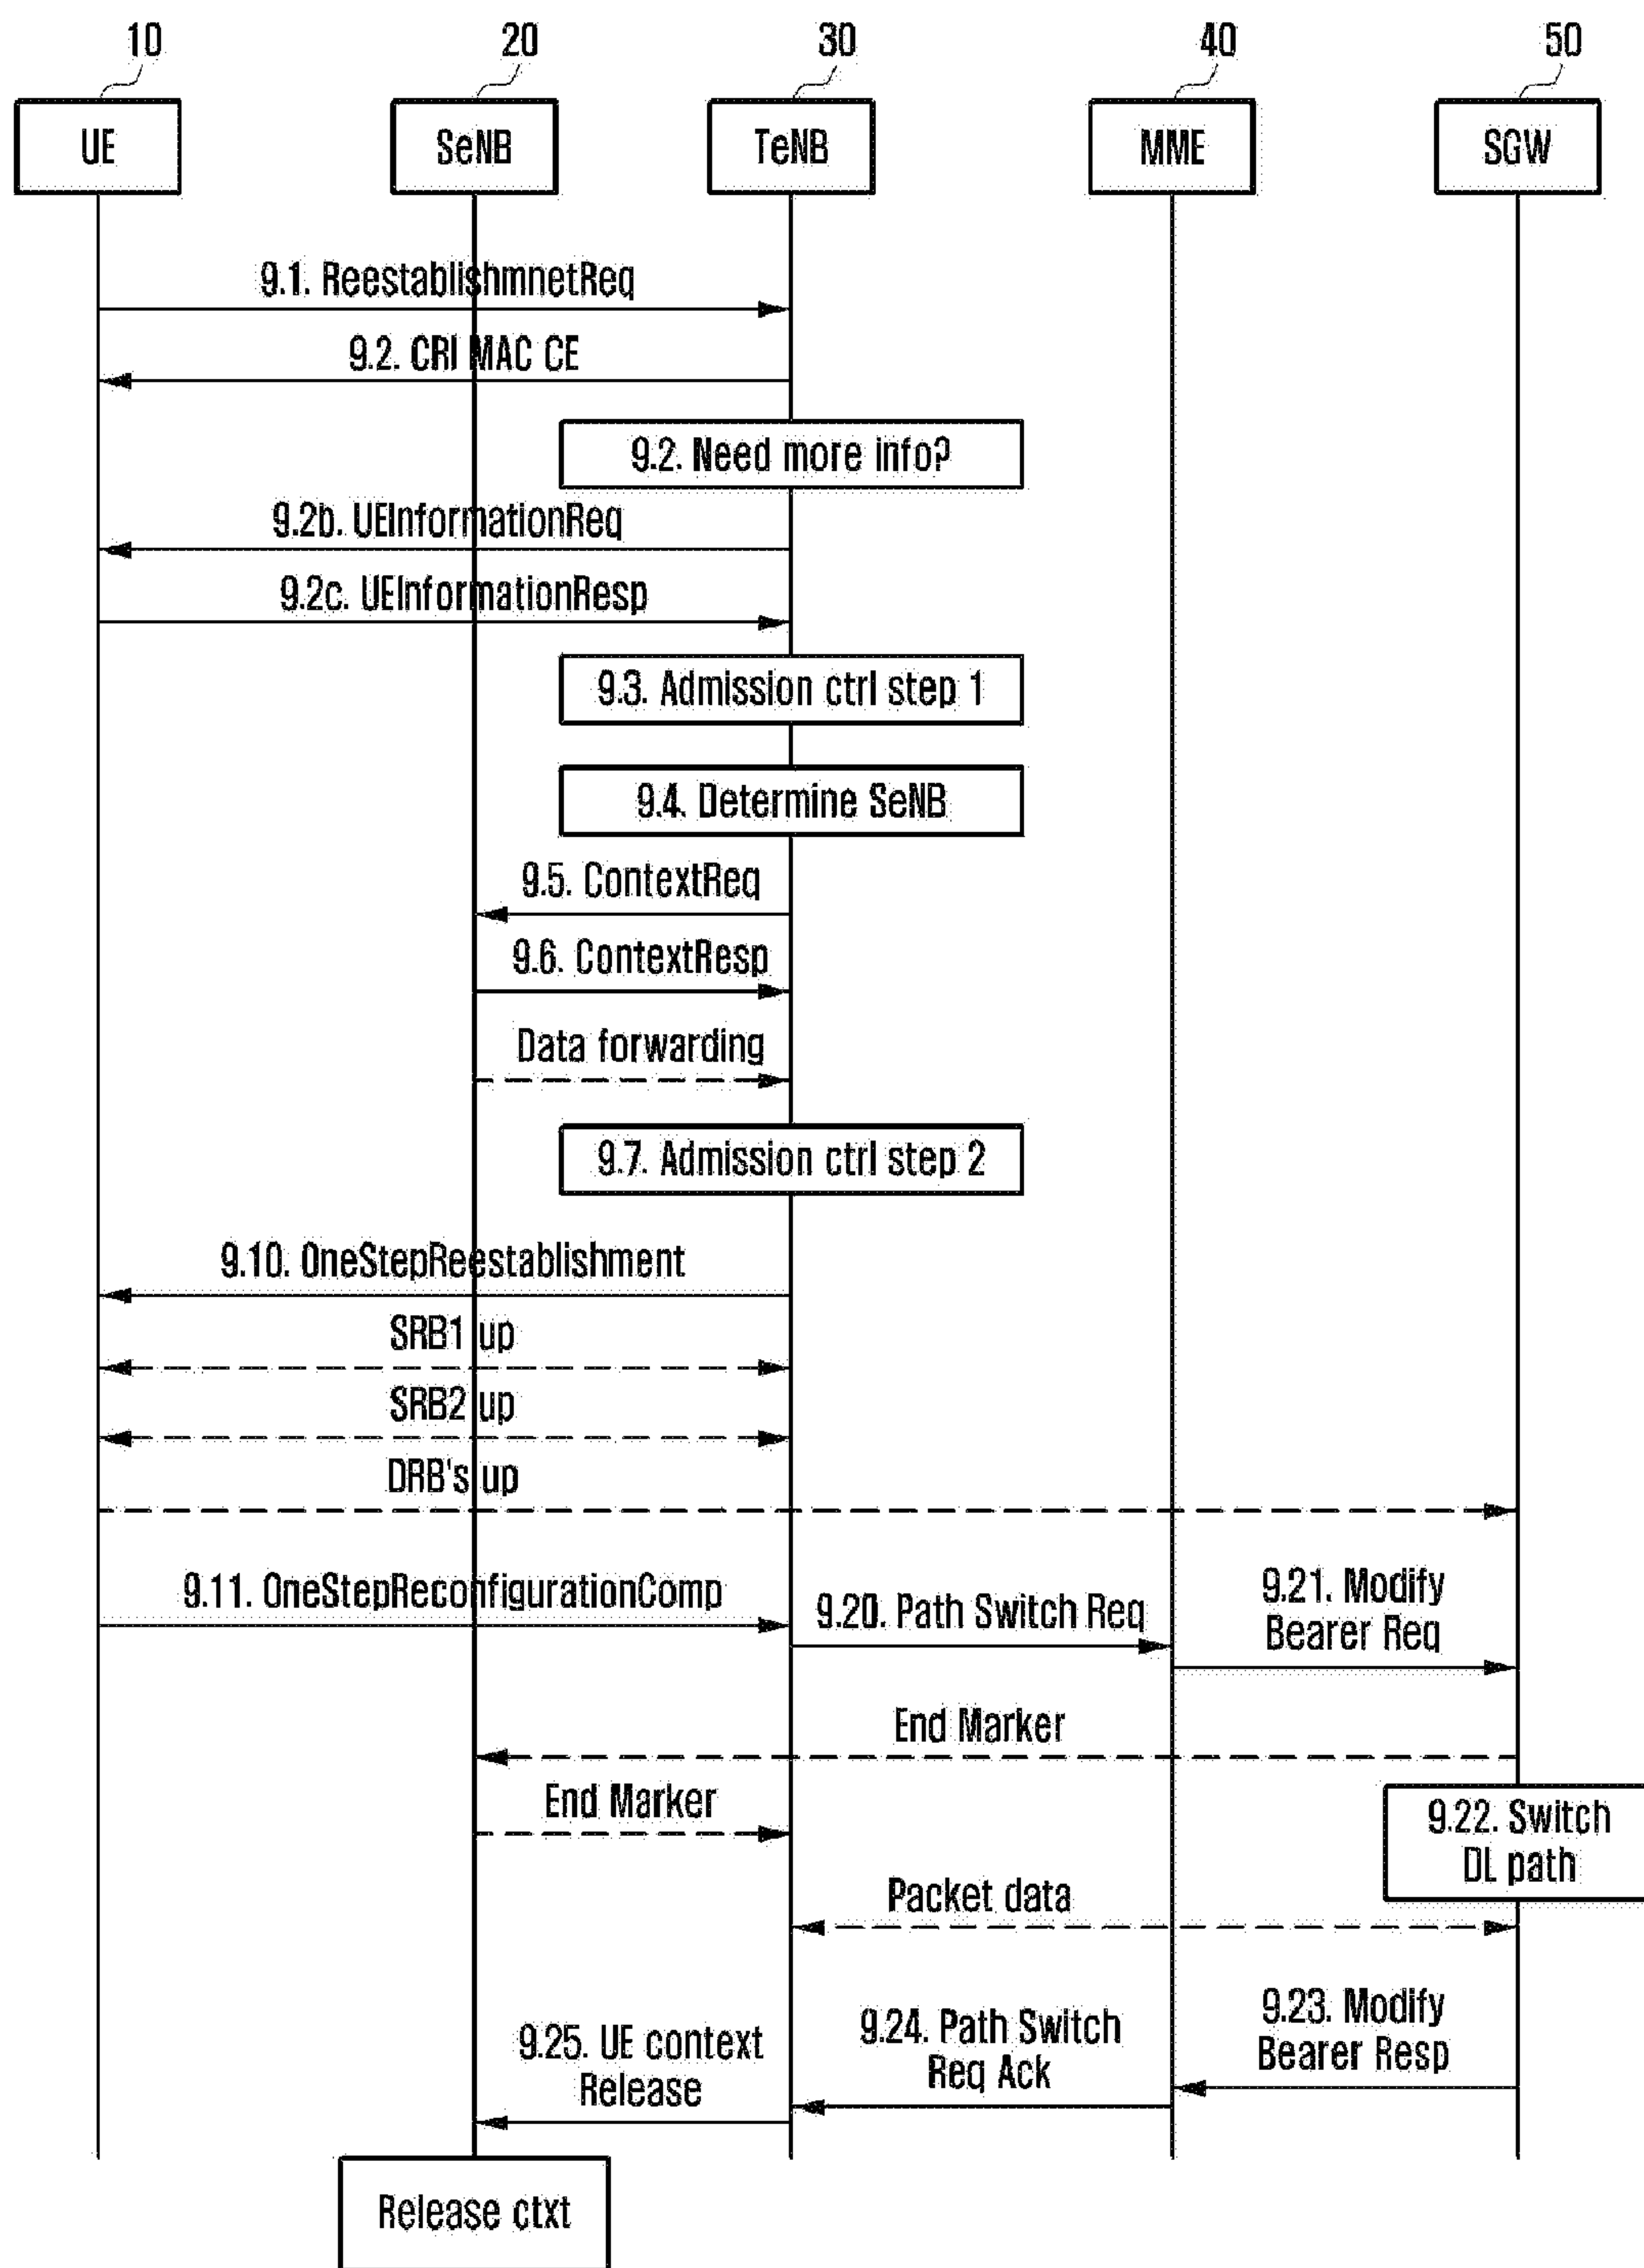 10
20
30
40
50
UE
SeNB
TeNB
MME
SGW
9.1. ReestablishmnetReq
9.2. CRI MAC CE
9.2. Need more info?
9.2b. UEInformationReq
9.2c. UEInformationResp
9.3. Admission ctrl step 1
9.4. Determine SeNB
9.5. ContextReq
9.6. ContextResp
Data forwarding
9.7. Admission ctrl step 2
9.10. OneStepReestablishment
SRB1 up
SRB2 up
DRB's up
9.11. OneStepReconfigurationComp
9.20. Path Switch Req
9.21. Modify
Bearer Req
End Marker
End Marker
9.22. Switch
DL path
Packet data
9.23. Modify
Bearer Resp
9.24. Path Switch
Req Ack
9.25. UE context
Release
Release ctxt